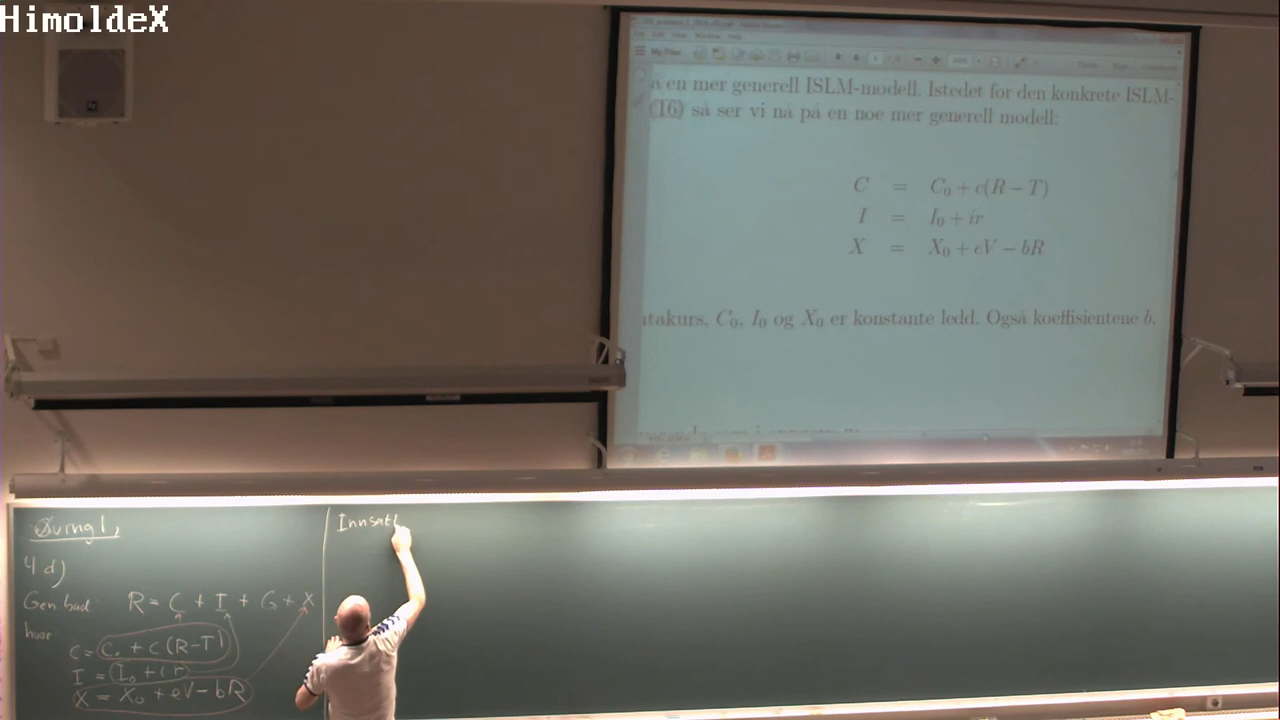 HimoldeX
en mer generell ISLM-modell. Istedet for den konkrete ISLM-
(16) så ser vi nå på en noe mer generell modell:
C = C₀ + c(R − T)
I = I₀ + ir
X = X₀ + eV − bR
ntakurs, C₀, I₀ og X₀ er konstante ledd. Også koeffisientene b,
Øving 1,
4 d)
Gen bud: R = C + I + G + X
hvor
C = C₀ + c(R-T)
I = I₀ + ir
X = X₀ + eV - bR
Innsatt